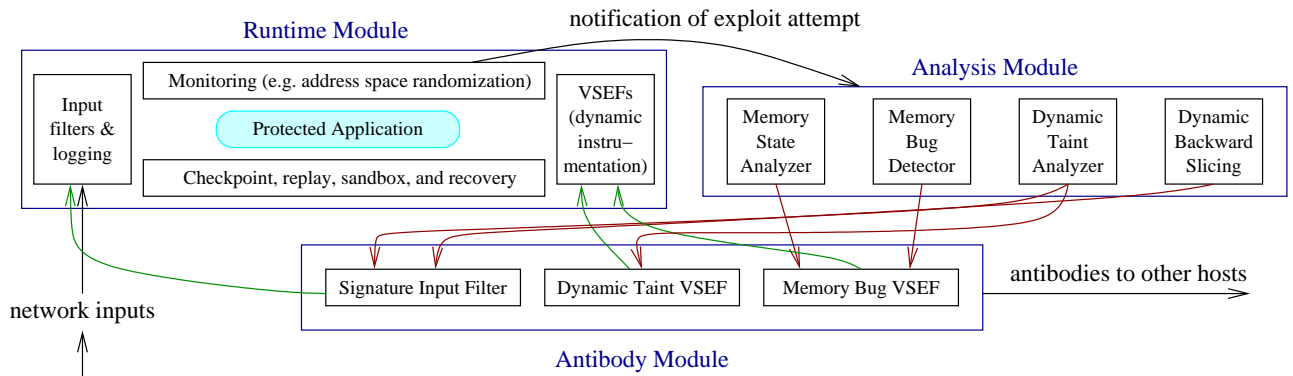 notification of exploit attempt
Runtime Module
Monitoring (e.g. address space randomization)
Input
filters &
logging
Protected Application
VSEFs
(dynamic
instru–
mentation)
Checkpoint, replay, sandbox, and recovery
Analysis Module
Memory
State
Analyzer
Memory
Bug
Detector
Dynamic
Taint
Analyzer
Dynamic
Backward
Slicing
Signature Input Filter
Dynamic Taint VSEF
Memory Bug VSEF
antibodies to other hosts
network inputs
Antibody Module